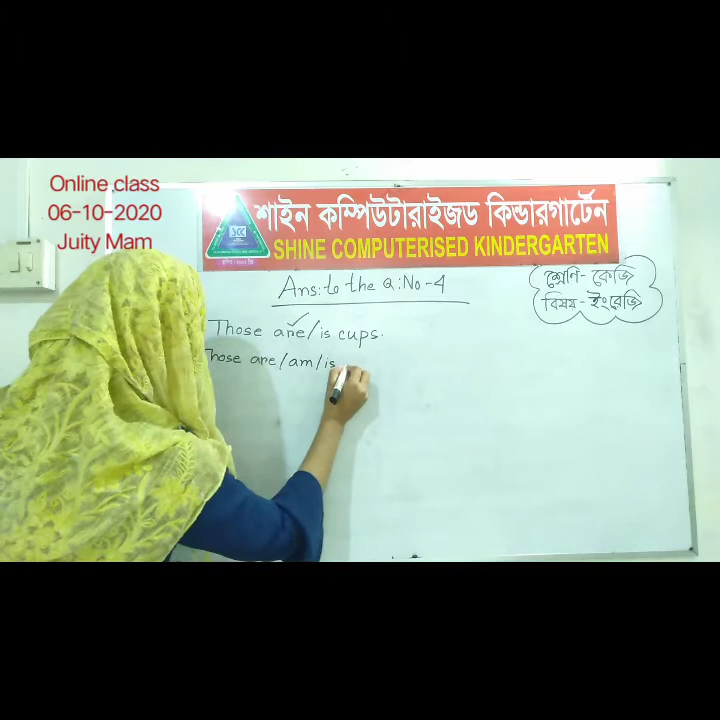 Online class
06-10-2020
Juity Mam
শাইন কম্পিউটারাইজড কিন্ডারগার্টেন
SHINE COMPUTERISED KINDERGARTEN
Ans: to the Q: No-4
শ্রেণি - কেজি
বিষয় - ইংরেজি
Those are/is cups.
Those are/am/is